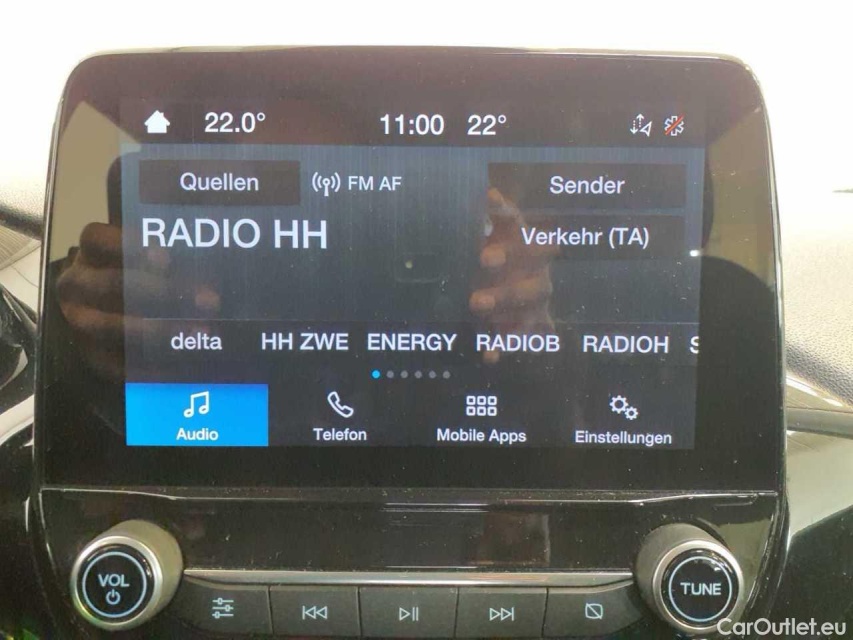 22.0° 11:00 22°
Quellen FM AF Sender
RADIO HH Verkehr (TA)
delta HH ZWE ENERGY RADIOB RADIOH S
Audio Telefon Mobile Apps Einstellungen
VOL TUNE
CarOutlet.eu